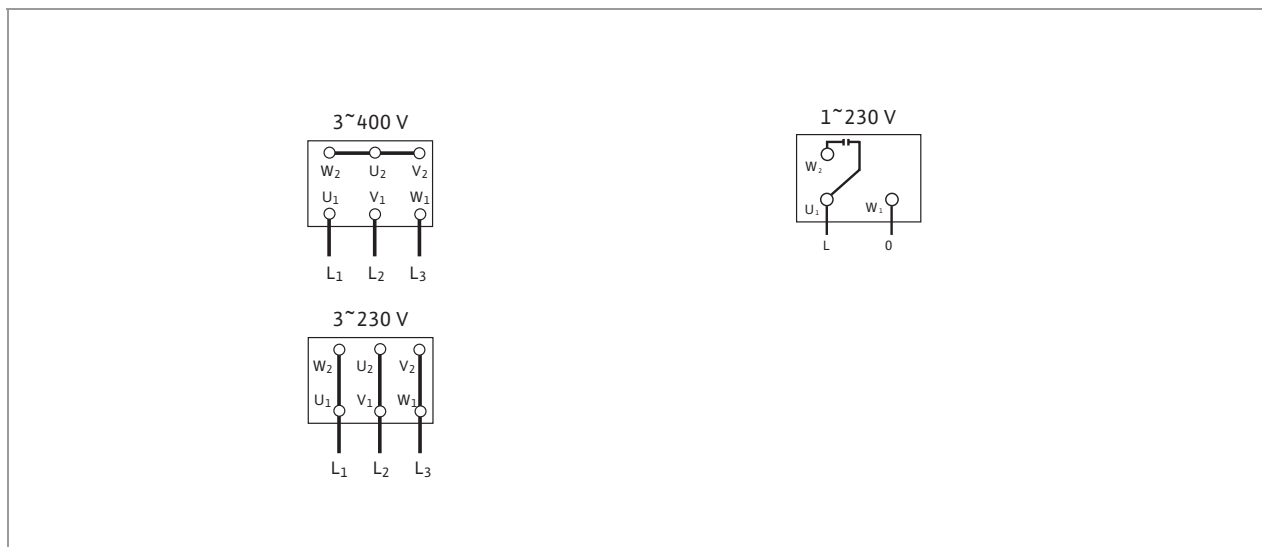 3~400 V
W2 U2 V2
U1 V1 W1
L1 L2 L3
3~230 V
W2 U2 V2
U1 V1 W1
L1 L2 L3
1~230 V
W2
U1 W1
L 0